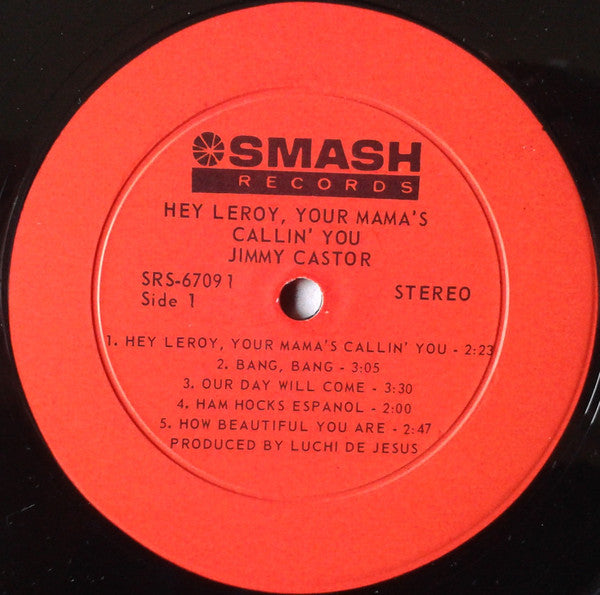 SMASH
RECORDS
HEY LEROY, YOUR MAMA'S
CALLIN' YOU
JIMMY CASTOR
SRS-67091
Side 1
STEREO
1. HEY LEROY, YOUR MAMA'S CALLIN' YOU - 2:23
2. BANG, BANG - 3:05
3. OUR DAY WILL COME - 3:30
4. HAM HOCKS ESPANOL - 2:00
5. HOW BEAUTIFUL YOU ARE - 2:47
PRODUCED BY LUCHI DE JESUS